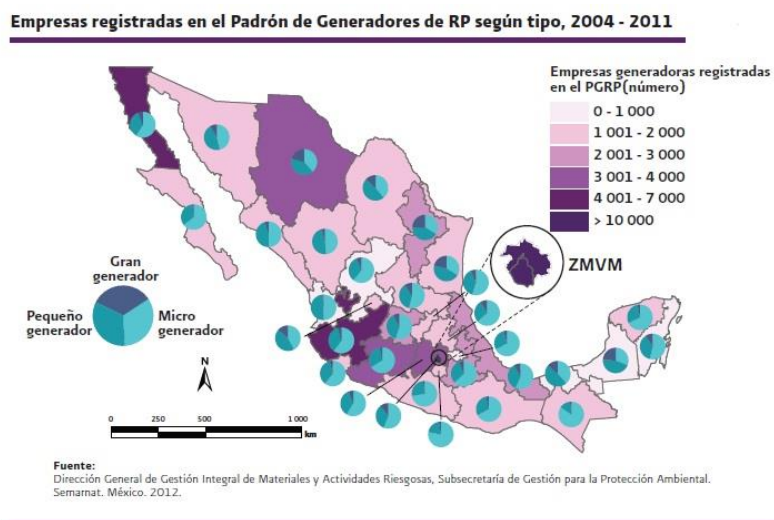 Empresas registradas en el Padrón de Generadores de RP según tipo, 2004 - 2011
Empresas generadoras registradas
en el PGRP(número)
0 - 1 000
1 001 - 2 000
2 001 - 3 000
3 001 - 4 000
4 001 - 7 000
> 10 000
ZMVM
Gran
generador
Pequeño
generador
Micro
generador
N
0 250 500 1 000
km
Fuente:
Dirección General de Gestión Integral de Materiales y Actividades Riesgosas, Subsecretaría de Gestión para la Protección Ambiental.
Semarnat. México. 2012.